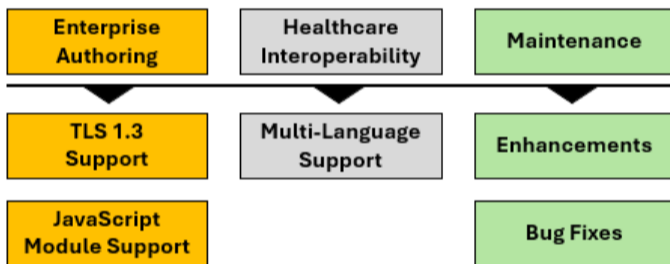 Enterprise
Authoring
Healthcare
Interoperability
Maintenance
TLS 1.3
Support
Multi-Language
Support
Enhancements
JavaScript
Module Support
Bug Fixes